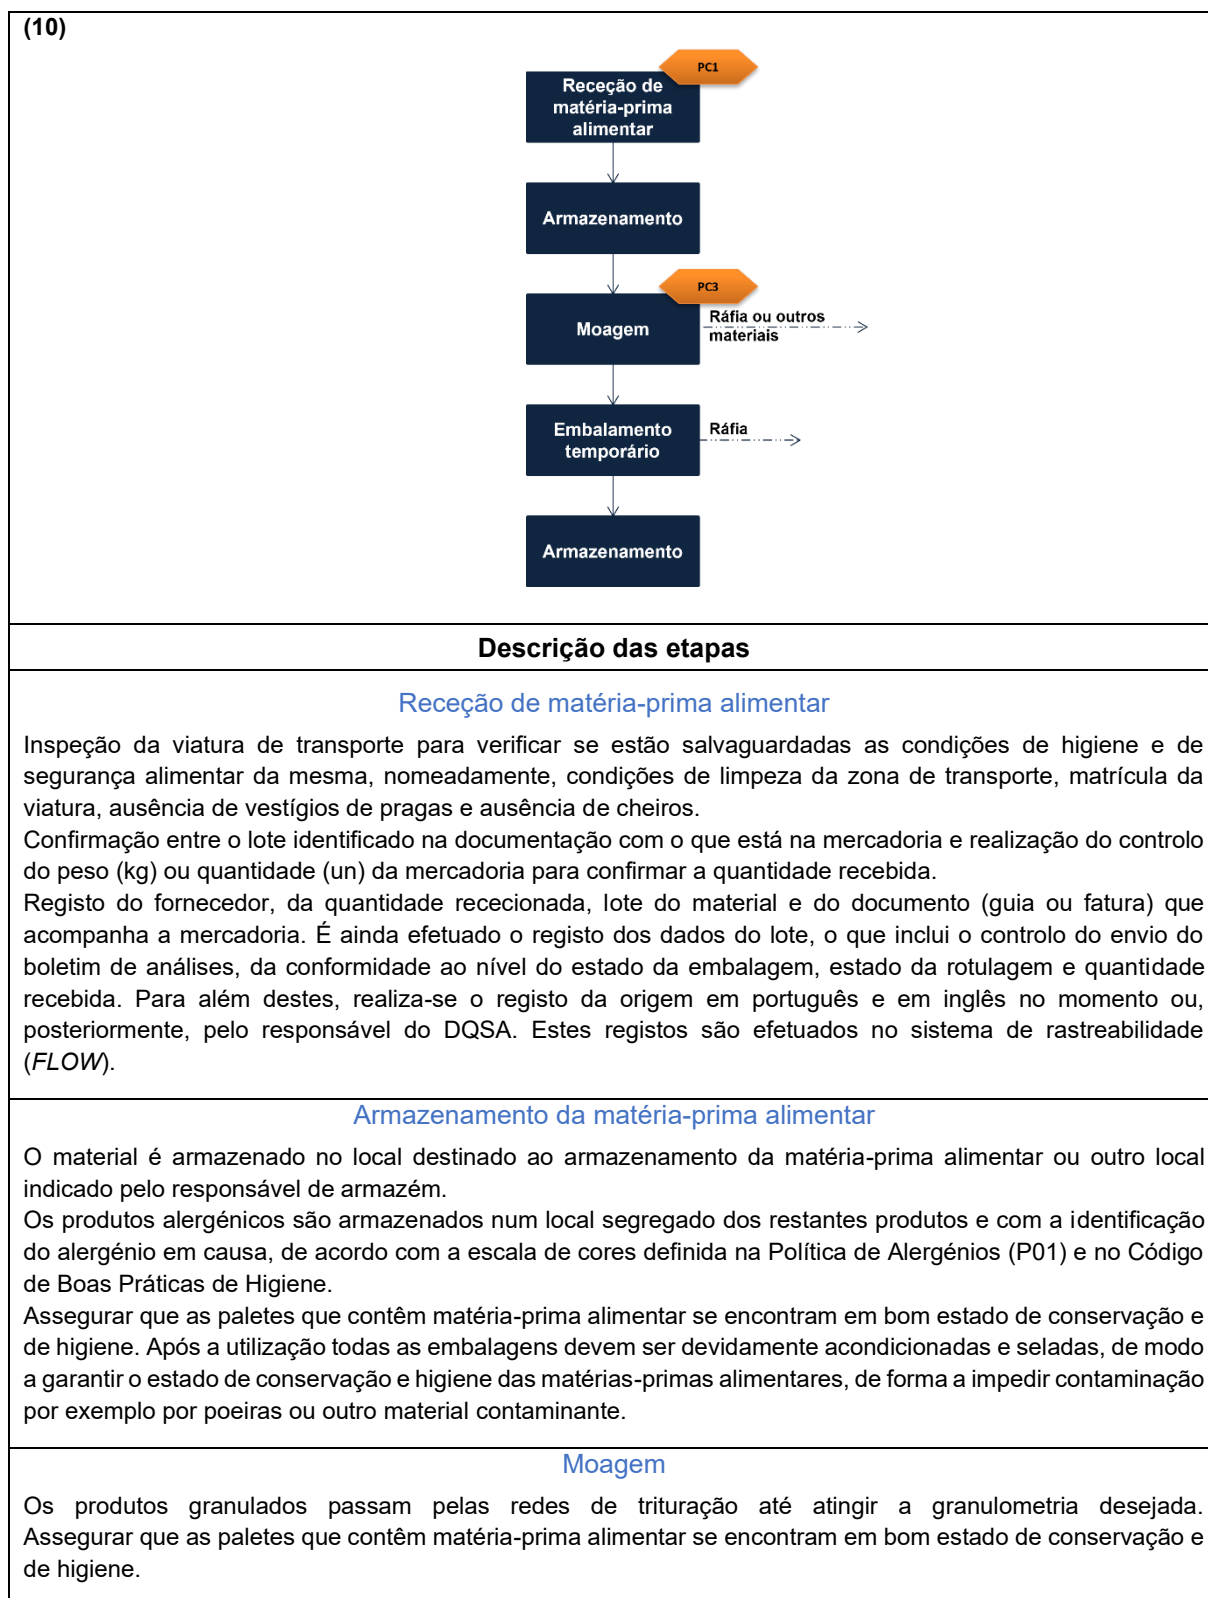 (10)
PC1
Receção de
matéria-prima
alimentar
Armazenamento
PC3
Moagem
Ráfia ou outros
materiais
Embalamento
temporário
Ráfia
Armazenamento
Descrição das etapas
Receção de matéria-prima alimentar
Inspeção da viatura de transporte para verificar se estão salvaguardadas as condições de higiene e de
segurança alimentar da mesma, nomeadamente, condições de limpeza da zona de transporte, matrícula da
viatura, ausência de vestígios de pragas e ausência de cheiros.
Confirmação entre o lote identificado na documentação com o que está na mercadoria e realização do controlo
do peso (kg) ou quantidade (un) da mercadoria para confirmar a quantidade recebida.
Registo do fornecedor, da quantidade rececionada, lote do material e do documento (guia ou fatura) que
acompanha a mercadoria. É ainda efetuado o registo dos dados do lote, o que inclui o controlo do envio do
boletim de análises, da conformidade ao nível do estado da embalagem, estado da rotulagem e quantidade
recebida. Para além destes, realiza-se o registo da origem em português e em inglês no momento ou,
posteriormente, pelo responsável do DQSA. Estes registos são efetuados no sistema de rastreabilidade
(FLOW).
Armazenamento da matéria-prima alimentar
O material é armazenado no local destinado ao armazenamento da matéria-prima alimentar ou outro local
indicado pelo responsável de armazém.
Os produtos alergénicos são armazenados num local segregado dos restantes produtos e com a identificação
do alergénio em causa, de acordo com a escala de cores definida na Política de Alergénios (P01) e no Código
de Boas Práticas de Higiene.
Assegurar que as paletes que contêm matéria-prima alimentar se encontram em bom estado de conservação e
de higiene. Após a utilização todas as embalagens devem ser devidamente acondicionadas e seladas, de modo
a garantir o estado de conservação e higiene das matérias-primas alimentares, de forma a impedir contaminação
por exemplo por poeiras ou outro material contaminante.
Moagem
Os produtos granulados passam pelas redes de trituração até atingir a granulometria desejada.
Assegurar que as paletes que contêm matéria-prima alimentar se encontram em bom estado de conservação e
de higiene.